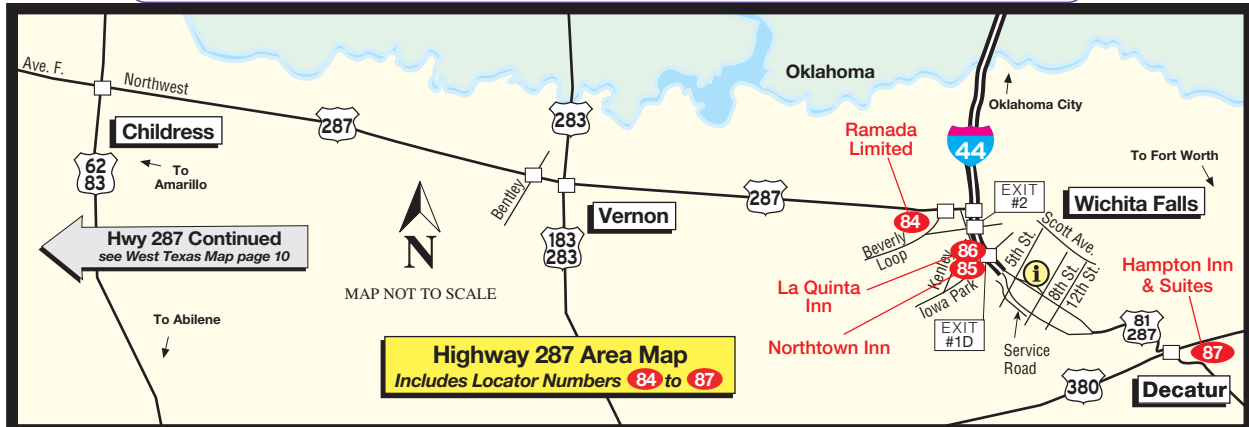 Ave. F.
Northwest
Childress
287
283
Oklahoma
Oklahoma City
Ramada
Limited
44
To Fort Worth
62
83
To
Amarillo
Bentley
Vernon
287
84
EXIT
#2
Wichita Falls
Hwy 287 Continued
see West Texas Map page 10
N
MAP NOT TO SCALE
183
283
Beverly
Loop
Kenley
86
85
Iowa Park
5th St.
Scott Ave.
i
8th St.
12th St.
La Quinta
Inn
Northtown Inn
EXIT
#1D
Service
Road
Hampton Inn
& Suites
81
287
87
To Abilene
Highway 287 Area Map
Includes Locator Numbers 84 to 87
380
Decatur